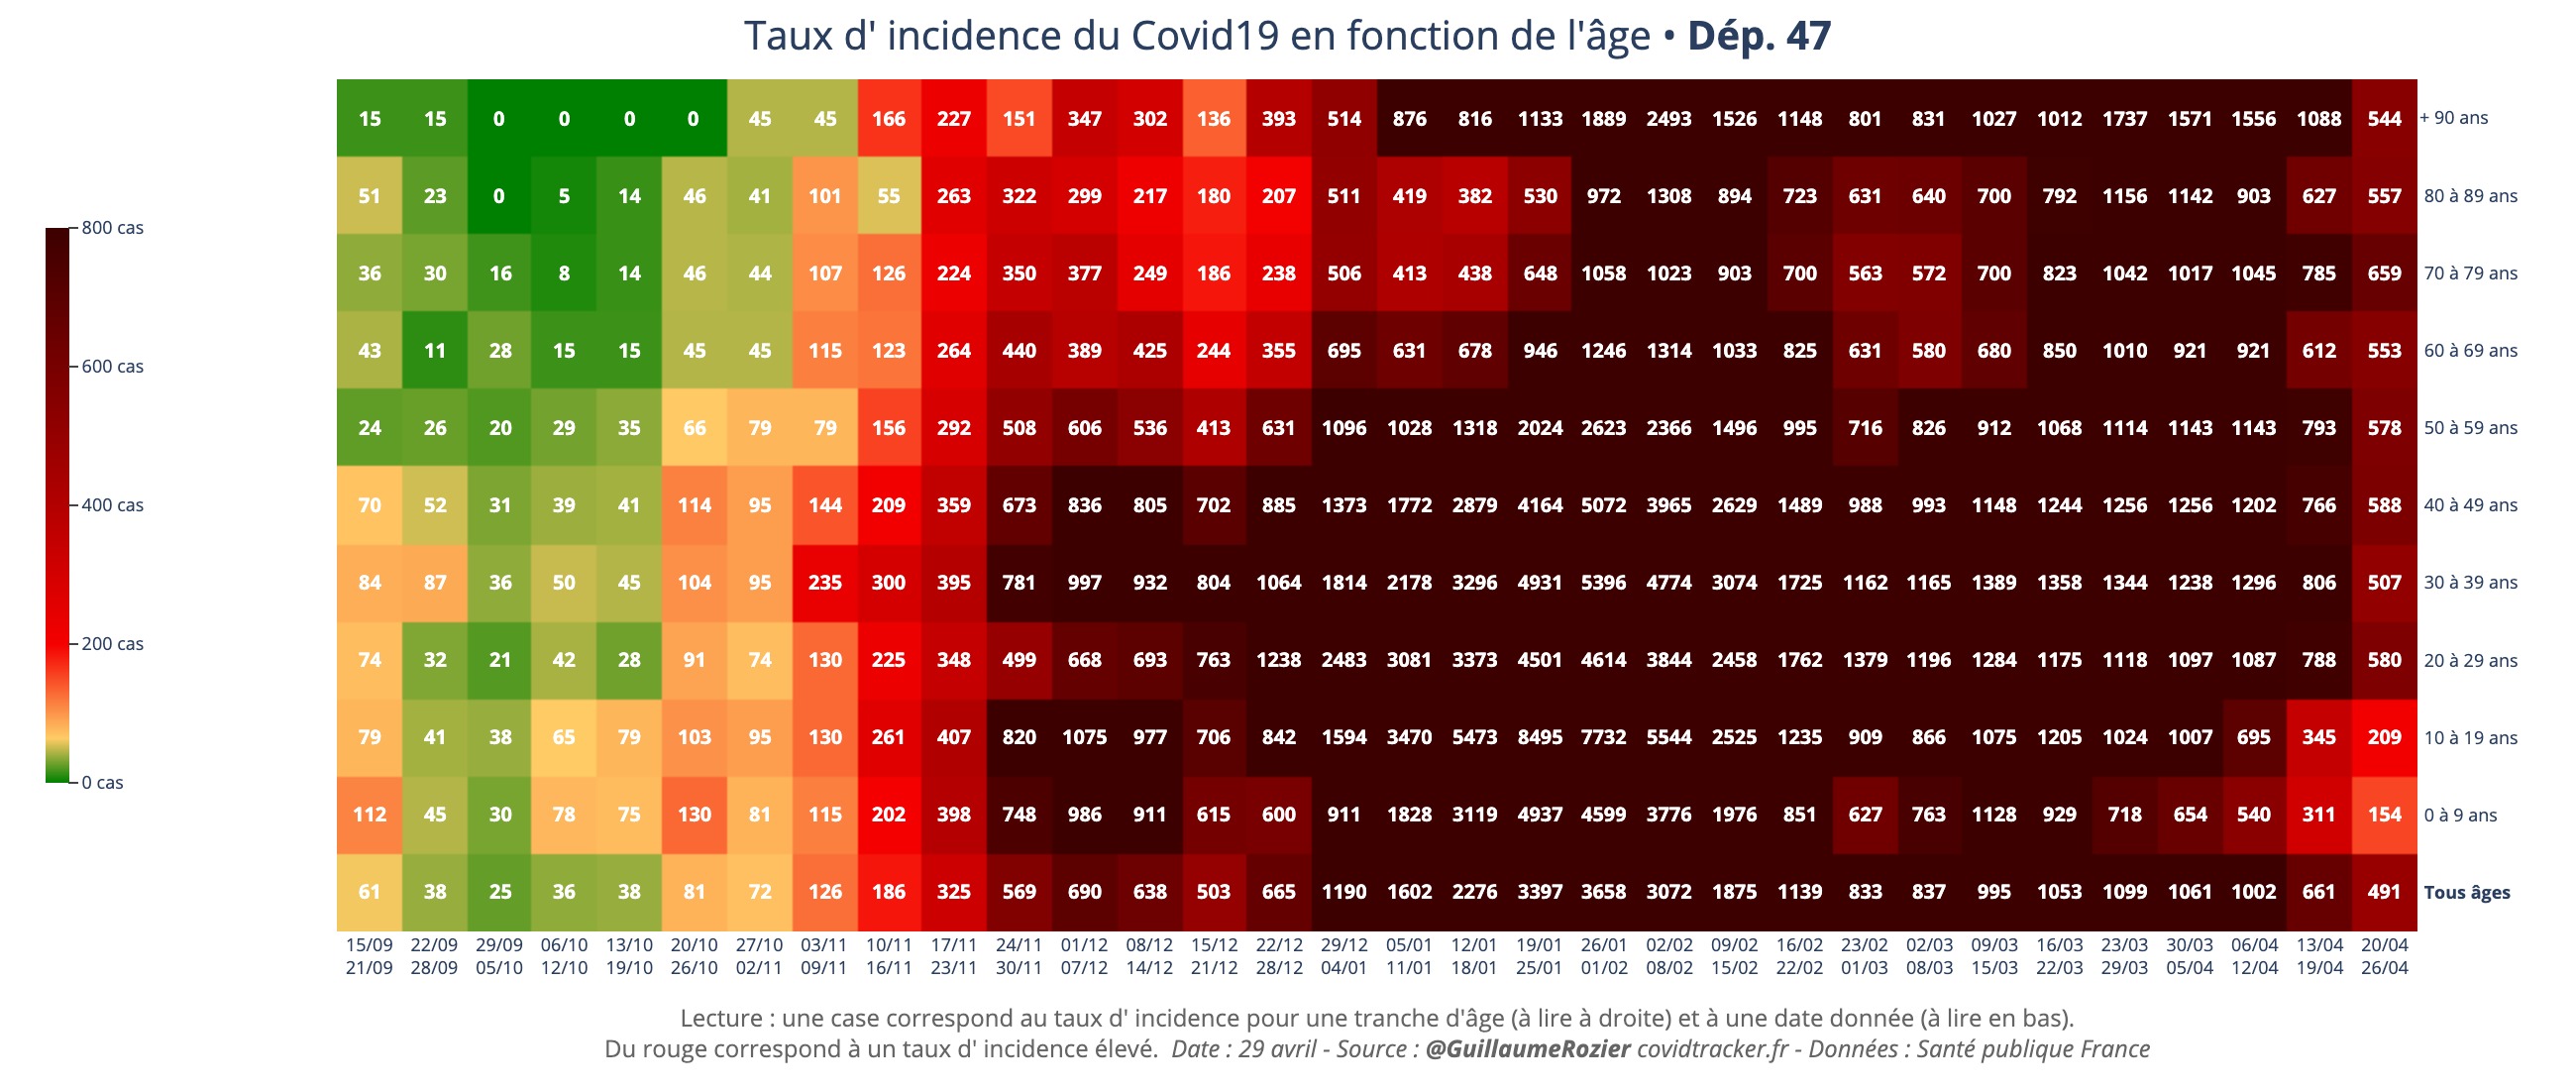 Taux d' incidence du Covid19 en fonction de l'âge • Dép. 47
800 cas
600 cas
400 cas
200 cas
0 cas
15 15 0 0 0 0 45 45 166 227 151 347 302 136 393 514 876 816 1133 1889 2493 1526 1148 801 831 1027 1012 1737 1571 1556 1088 544 + 90 ans
51 23 0 5 14 46 41 101 55 263 322 299 217 180 207 511 419 382 530 972 1308 894 723 631 640 700 792 1156 1142 903 627 557 80 à 89 ans
36 30 16 8 14 46 44 107 126 224 350 377 249 186 238 506 413 438 648 1058 1023 903 700 563 572 700 823 1042 1017 1045 785 659 70 à 79 ans
43 11 28 15 15 45 45 115 123 264 440 389 425 244 355 695 631 678 946 1246 1314 1033 825 631 580 680 850 1010 921 921 612 553 60 à 69 ans
24 26 20 29 35 66 79 79 156 292 508 606 536 413 631 1096 1028 1318 2024 2623 2366 1496 995 716 826 912 1068 1114 1143 1143 793 578 50 à 59 ans
70 52 31 39 41 114 95 144 209 359 673 836 805 702 885 1373 1772 2879 4164 5072 3965 2629 1489 988 993 1148 1244 1256 1256 1202 766 588 40 à 49 ans
84 87 36 50 45 104 95 235 300 395 781 997 932 804 1064 1814 2178 3296 4931 5396 4774 3074 1725 1162 1165 1389 1358 1344 1238 1296 806 507 30 à 39 ans
74 32 21 42 28 91 74 130 225 348 499 668 693 763 1238 2483 3081 3373 4501 4614 3844 2458 1762 1379 1196 1284 1175 1118 1097 1087 788 580 20 à 29 ans
79 41 38 65 79 103 95 130 261 407 820 1075 977 706 842 1594 3470 5473 8495 7732 5544 2525 1235 909 866 1075 1205 1024 1007 695 345 209 10 à 19 ans
112 45 30 78 75 130 81 115 202 398 748 986 911 615 600 911 1828 3119 4937 4599 3776 1976 851 627 763 1128 929 718 654 540 311 154 0 à 9 ans
61 38 25 36 38 81 72 126 186 325 569 690 638 503 665 1190 1602 2276 3397 3658 3072 1875 1139 833 837 995 1053 1099 1061 1002 661 491 Tous âges
15/09 22/09 29/09 06/10 13/10 20/10 27/10 03/11 10/11 17/11 24/11 01/12 08/12 15/12 22/12 29/12 05/01 12/01 19/01 26/01 02/02 09/02 16/02 23/02 02/03 09/03 16/03 23/03 30/03 06/04 13/04 20/04
21/09 28/09 05/10 12/10 19/10 26/10 02/11 09/11 16/11 23/11 30/11 07/12 14/12 21/12 28/12 04/01 11/01 18/01 25/01 01/02 08/02 15/02 22/02 01/03 08/03 15/03 22/03 29/03 05/04 12/04 19/04 26/04
Lecture : une case correspond au taux d' incidence pour une tranche d'âge (à lire à droite) et à une date donnée (à lire en bas).
Du rouge correspond à un taux d' incidence élevé. Date : 29 avril - Source : @GuillaumeRozier covidtracker.fr - Données : Santé publique France